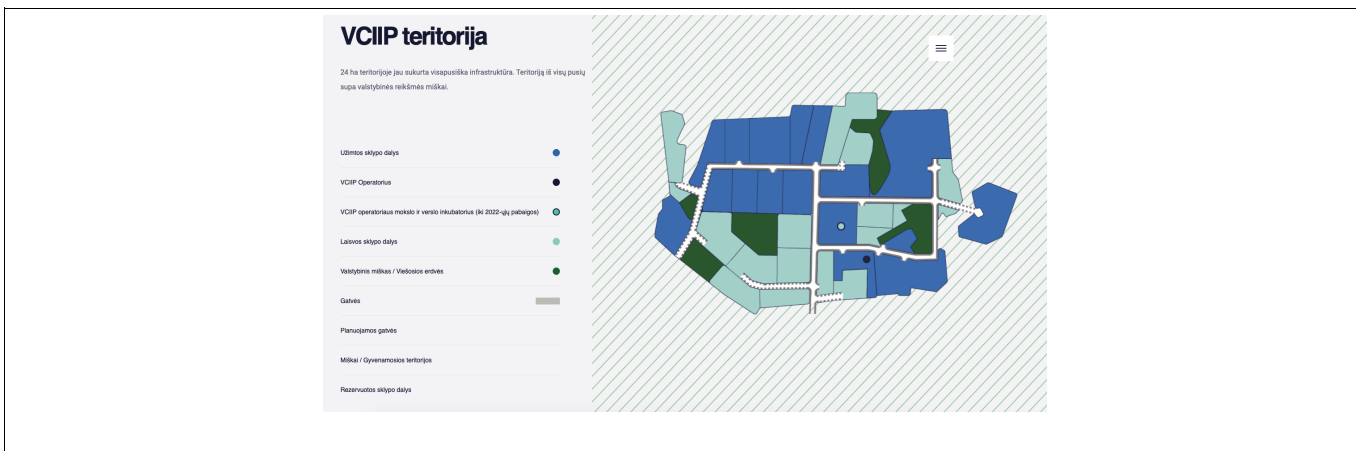 VCIIP teritorija
24 ha teritorijoje jau sukurta visapusiška infrastruktūra. Teritoriją iš visų pusių
supa valstybinės reikšmės miškai.
Užimtos sklypo dalys
VCIIP Operatorius
VCIIP operatoriaus mokslo ir verslo inkubatorius (iki 2022-ųjų pabaigos)
Laisvos sklypo dalys
Valstybinis miškas / Viešosios erdvės
Gatvės
Planuojamos gatvės
Miškai / Gyvenamosios teritorijos
Rezervuotos sklypo dalys